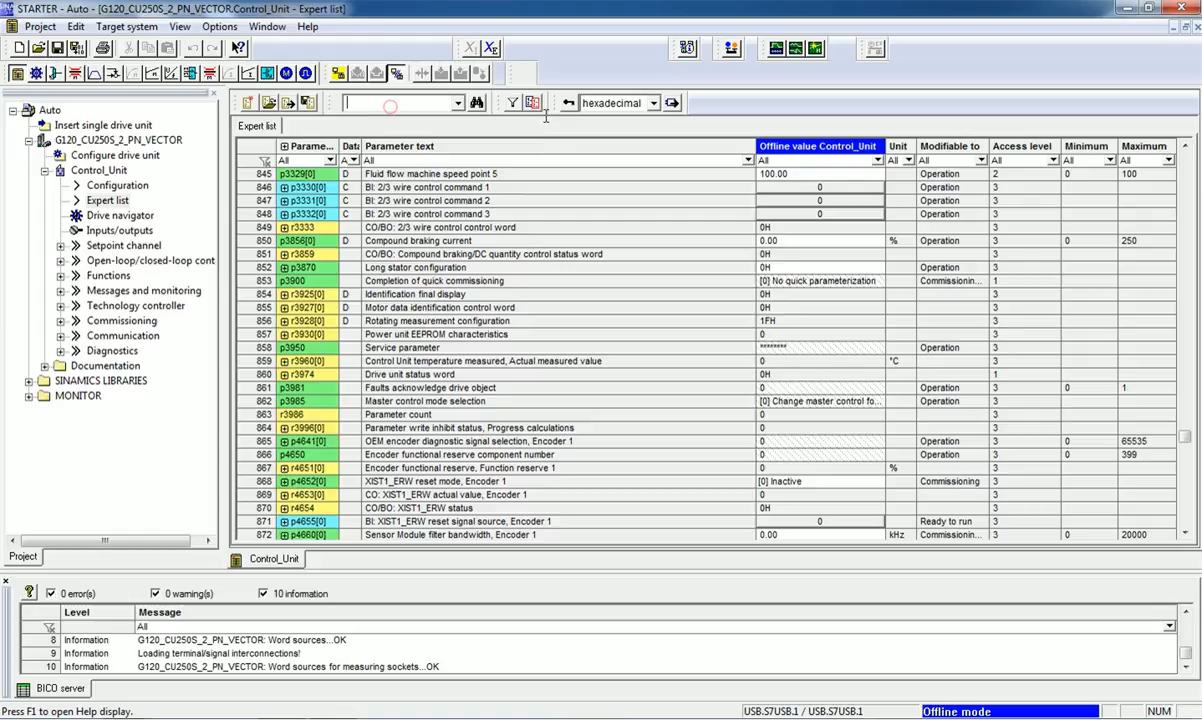 STARTER - Auto - [G120_CU250S_2_PN_VECTOR.Control_Unit - Expert list]
Project Edit Target system View Options Window Help
hexadecimal
Expert list
Parame... Data Parameter text Offline value Control_Unit Unit Modifiable to Access level Minimum Maximum
All A.. All All All All All All All
845 p3329[0] D Fluid flow machine speed point 5 100.00 Operation 2 0 100
846 p3330[0] C BI: 2/3 wire control command 1 0 3
847 p3331[0] C BI: 2/3 wire control command 2 0 3
848 p3332[0] C BI: 2/3 wire control command 3 0 3
849 r3333 CO/BO: 2/3 wire control control word 0H 3
850 p3856[0] D Compound braking current 0.00 % Operation 3 0 250
851 r3859 CO/BO: Compound braking/DC quantity control status word 0H 3
852 p3870 Long stator configuration 0H Operation 3
853 p3900 Completion of quick commissioning [0] No quick parameterization Commissionin... 1
854 r3925[0] D Identification final display 0H 3
855 r3927[0] D Motor data identification control word 0H 3
856 r3928[0] D Rotating measurement configuration 1FH 3
857 r3930[0] Power unit EEPROM characteristics 0 3
858 p3950 Service parameter ******** Operation 3
859 r3960[0] Control Unit temperature measured, Actual measured value 0 °C 3
860 r3974 Drive unit status word 0H 1
861 p3981 Faults acknowledge drive object 0 Operation 3 0 1
862 p3985 Master control mode selection [0] Change master control fo... Operation 3
863 r3986 Parameter count 0 3
864 r3996[0] Parameter write inhibit status, Progress calculations 0 3
865 p4641[0] OEM encoder diagnostic signal selection, Encoder 1 0 Operation 3 0 65535
866 p4650 Encoder functional reserve component number 0 Operation 3 0 399
867 r4651[0] Encoder functional reserve, Function reserve 1 0 % 3
868 p4652[0] XIST1_ERW reset mode, Encoder 1 [0] Inactive Commissioning 3
869 r4653[0] CO: XIST1_ERW actual value, Encoder 1 0 3
870 r4654 CO/BO: XIST1_ERW status 0H 3
871 p4655[0] BI: XIST1_ERW reset signal source, Encoder 1 0 Ready to run 3
872 p4660[0] Sensor Module filter bandwidth, Encoder 1 0.00 kHz Commissionin... 3 0 20000
Auto
Insert single drive unit
G120_CU250S_2_PN_VECTOR
Configure drive unit
Control_Unit
Configuration
Expert list
Drive navigator
Inputs/outputs
Setpoint channel
Open-loop/closed-loop cont
Functions
Messages and monitoring
Technology controller
Commissioning
Communication
Diagnostics
Documentation
SINAMICS LIBRARIES
MONITOR
Project
Control_Unit
0 error(s) 0 warning(s) 10 information
Level Message
All
8 Information G120_CU250S_2_PN_VECTOR: Word sources...OK
9 Information Loading terminal/signal interconnections!
10 Information G120_CU250S_2_PN_VECTOR: Word sources for measuring sockets...OK
BICO server
Press F1 to open Help display. USB.S7USB.1 / USB.S7USB.1 Offline mode NUM